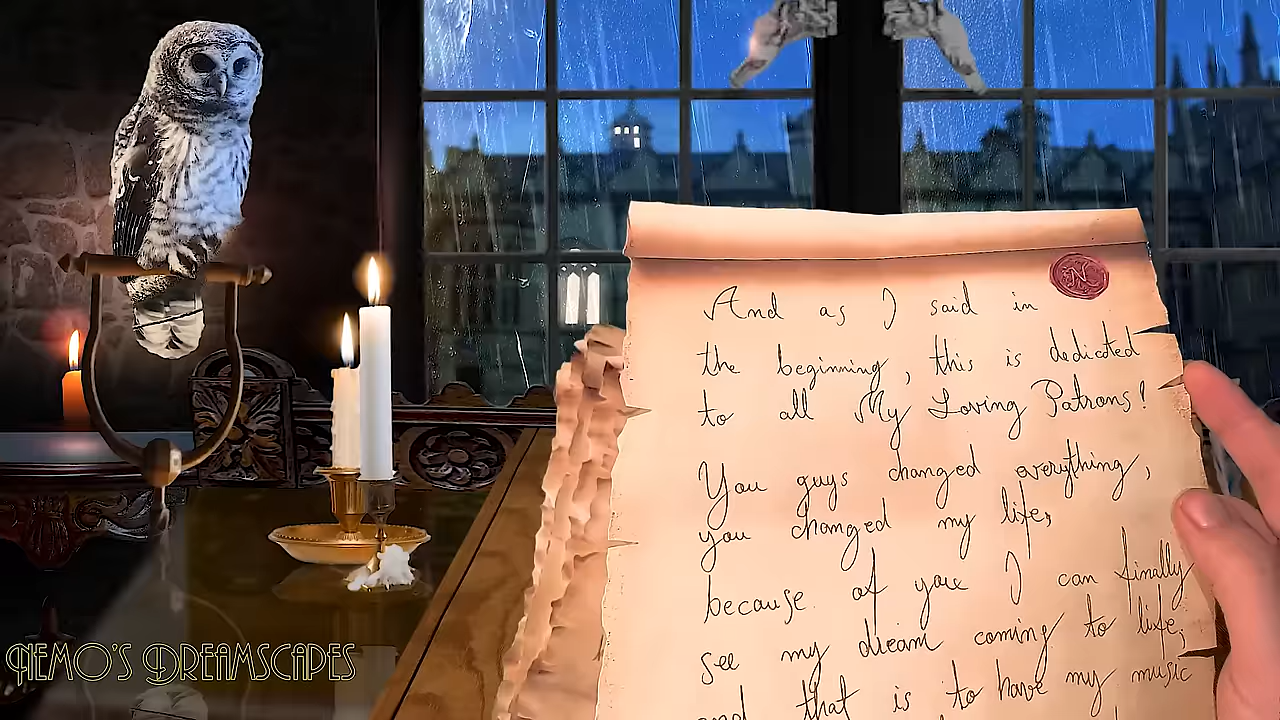 And as I said in
the beginning, this is dedicated
to all My Loving Patrons!
You guys changed everything,
you changed my life,
because of you I can finally
see my dream coming to life,
and that is to have my music
N
NEMO'S DREAMSCAPES